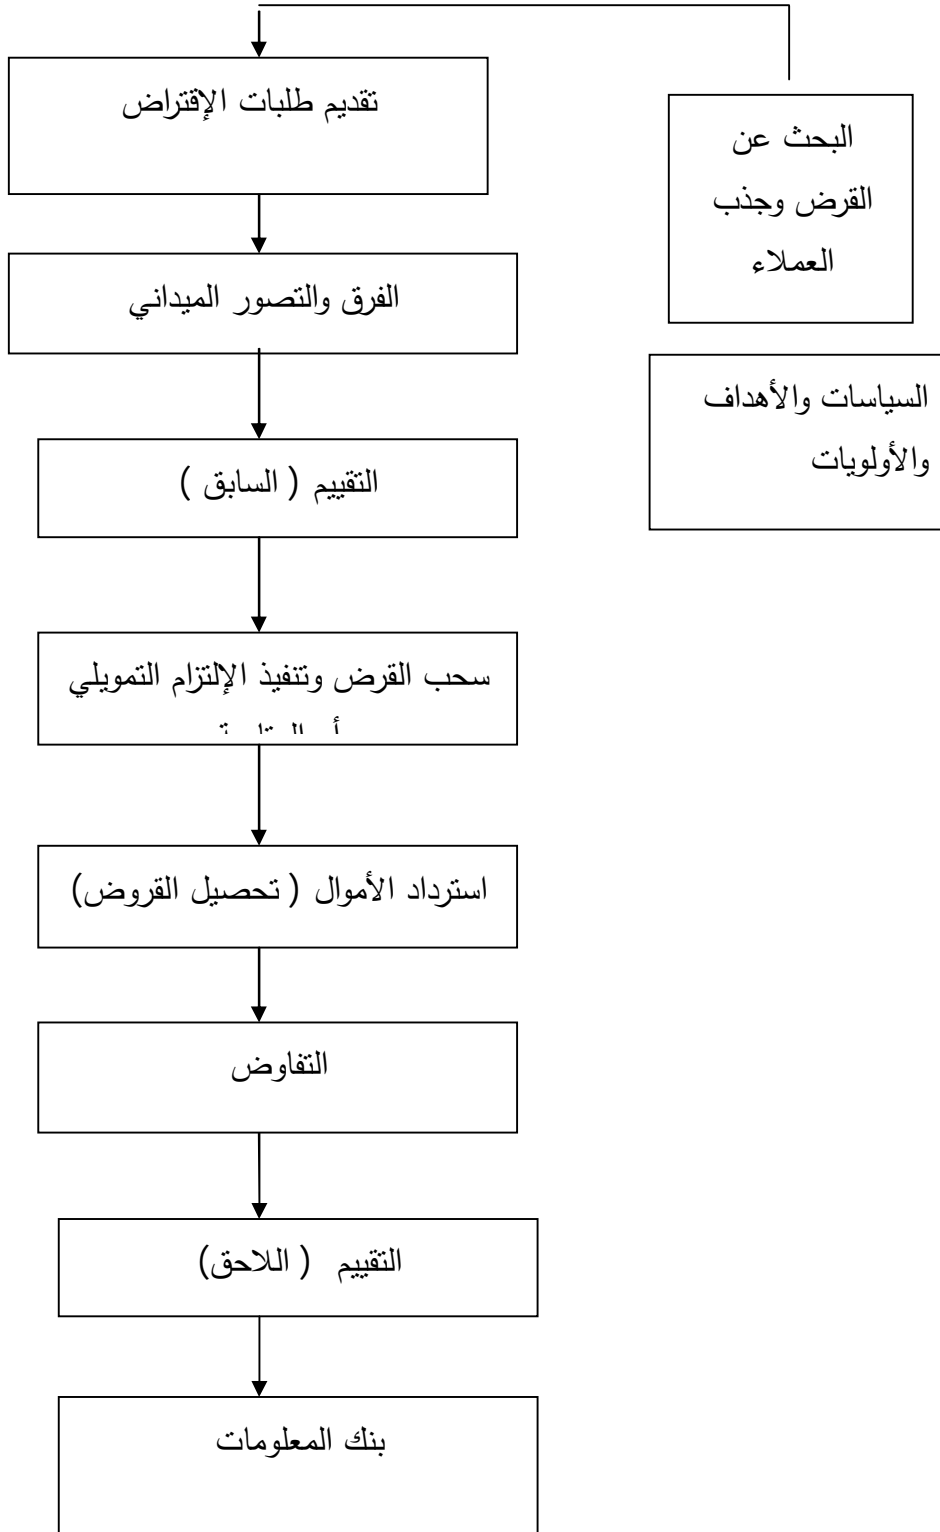 تقديم طلبات الإقتراض
البحث عن
القرض وجذب
العملاء
الفرق والتصور الميداني
السياسات والأهداف
والأولويات
التقييم ( السابق )
سحب القرض وتنفيذ الإلتزام التمويلي
استرداد الأموال ( تحصيل القروض)
التفاوض
التقييم ( اللاحق)
بنك المعلومات